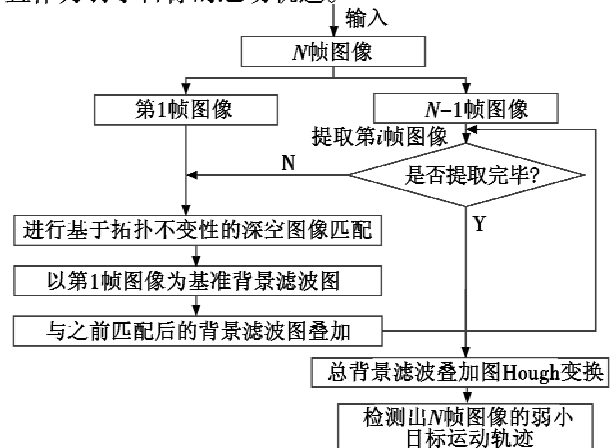 输入
N帧图像
第1帧图像
N-1帧图像
提取第i帧图像
N
是否提取完毕?
Y
进行基于拓扑不变性的深空图像匹配
以第1帧图像为基准背景滤波图
与之前匹配后的背景滤波图叠加
总背景滤波叠加图Hough变换
检测出N帧图像的弱小
目标运动轨迹